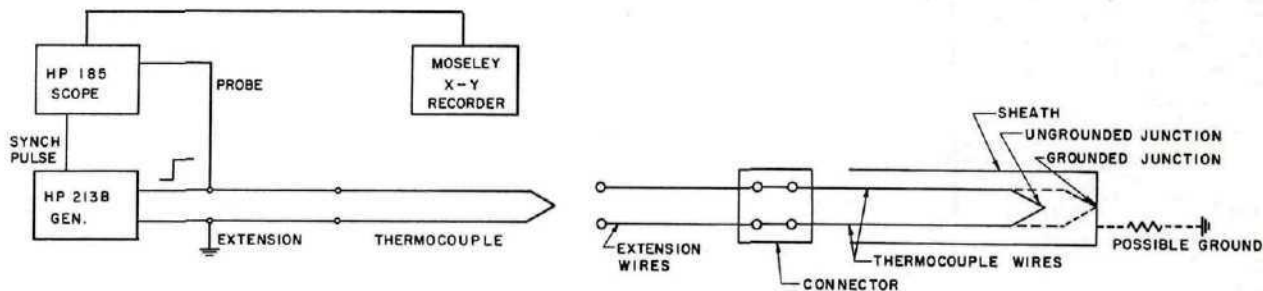 HP 185
SCOPE
PROBE
MOSELEY
X-Y
RECORDER
SYNCH
PULSE
HP 213B
GEN.
EXTENSION
THERMOCOUPLE
SHEATH
UNGROUNDED JUNCTION
GROUNDED JUNCTION
EXTENSION
WIRES
THERMOCOUPLE WIRES
CONNECTOR
POSSIBLE GROUND